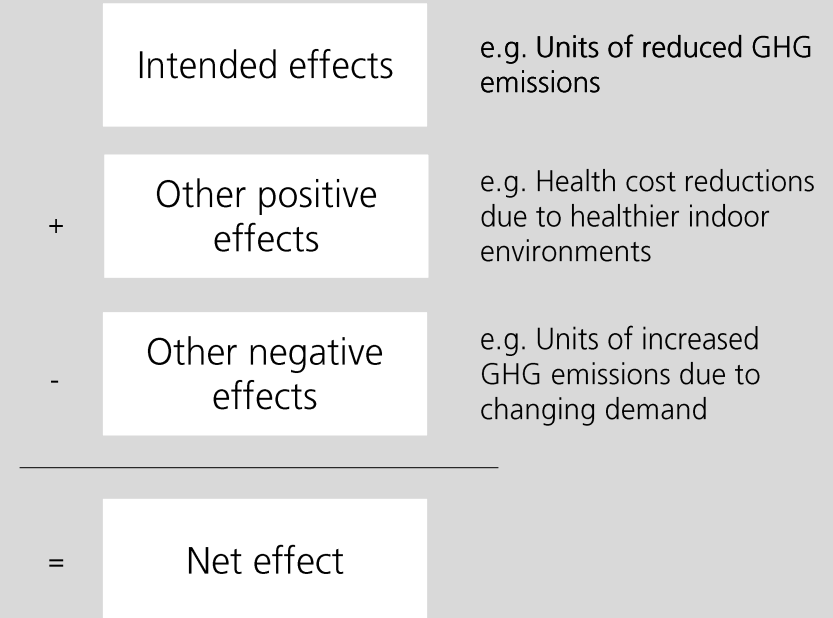 Intended effects
e.g. Units of reduced GHG
emissions
+
Other positive
effects
e.g. Health cost reductions
due to healthier indoor
environments
-
Other negative
effects
e.g. Units of increased
GHG emissions due to
changing demand
=
Net effect